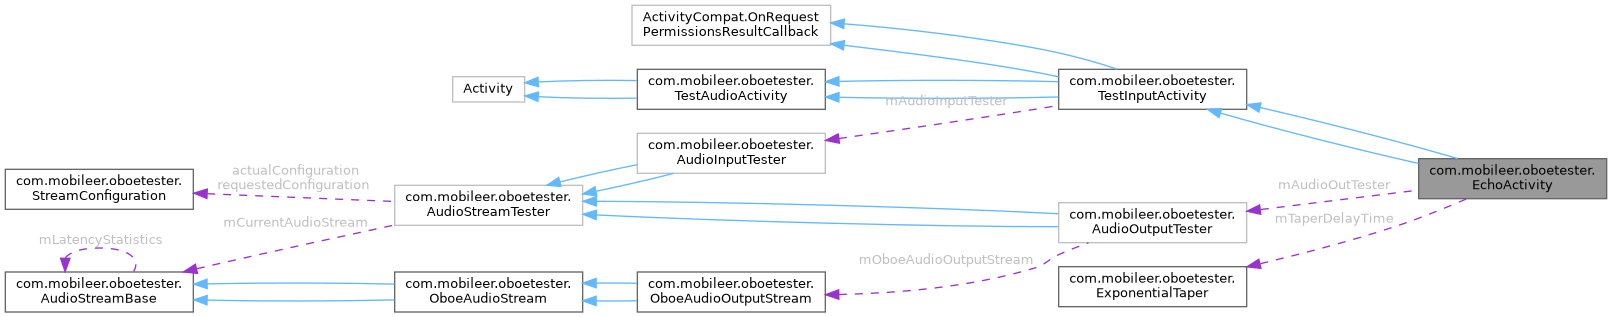 ActivityCompat.OnRequest
PermissionsResultCallback
Activity
com.mobileer.oboetester.
TestAudioActivity
com.mobileer.oboetester.
TestInputActivity
mAudioInputTester
com.mobileer.oboetester.
AudioInputTester
com.mobileer.oboetester.
EchoActivity
com.mobileer.oboetester.
StreamConfiguration
actualConfiguration
requestedConfiguration
com.mobileer.oboetester.
AudioStreamTester
mAudioOutTester
com.mobileer.oboetester.
AudioOutputTester
mTaperDelayTime
mCurrentAudioStream
mLatencyStatistics
mOboeAudioOutputStream
com.mobileer.oboetester.
AudioStreamBase
com.mobileer.oboetester.
OboeAudioStream
com.mobileer.oboetester.
OboeAudioOutputStream
com.mobileer.oboetester.
ExponentialTaper